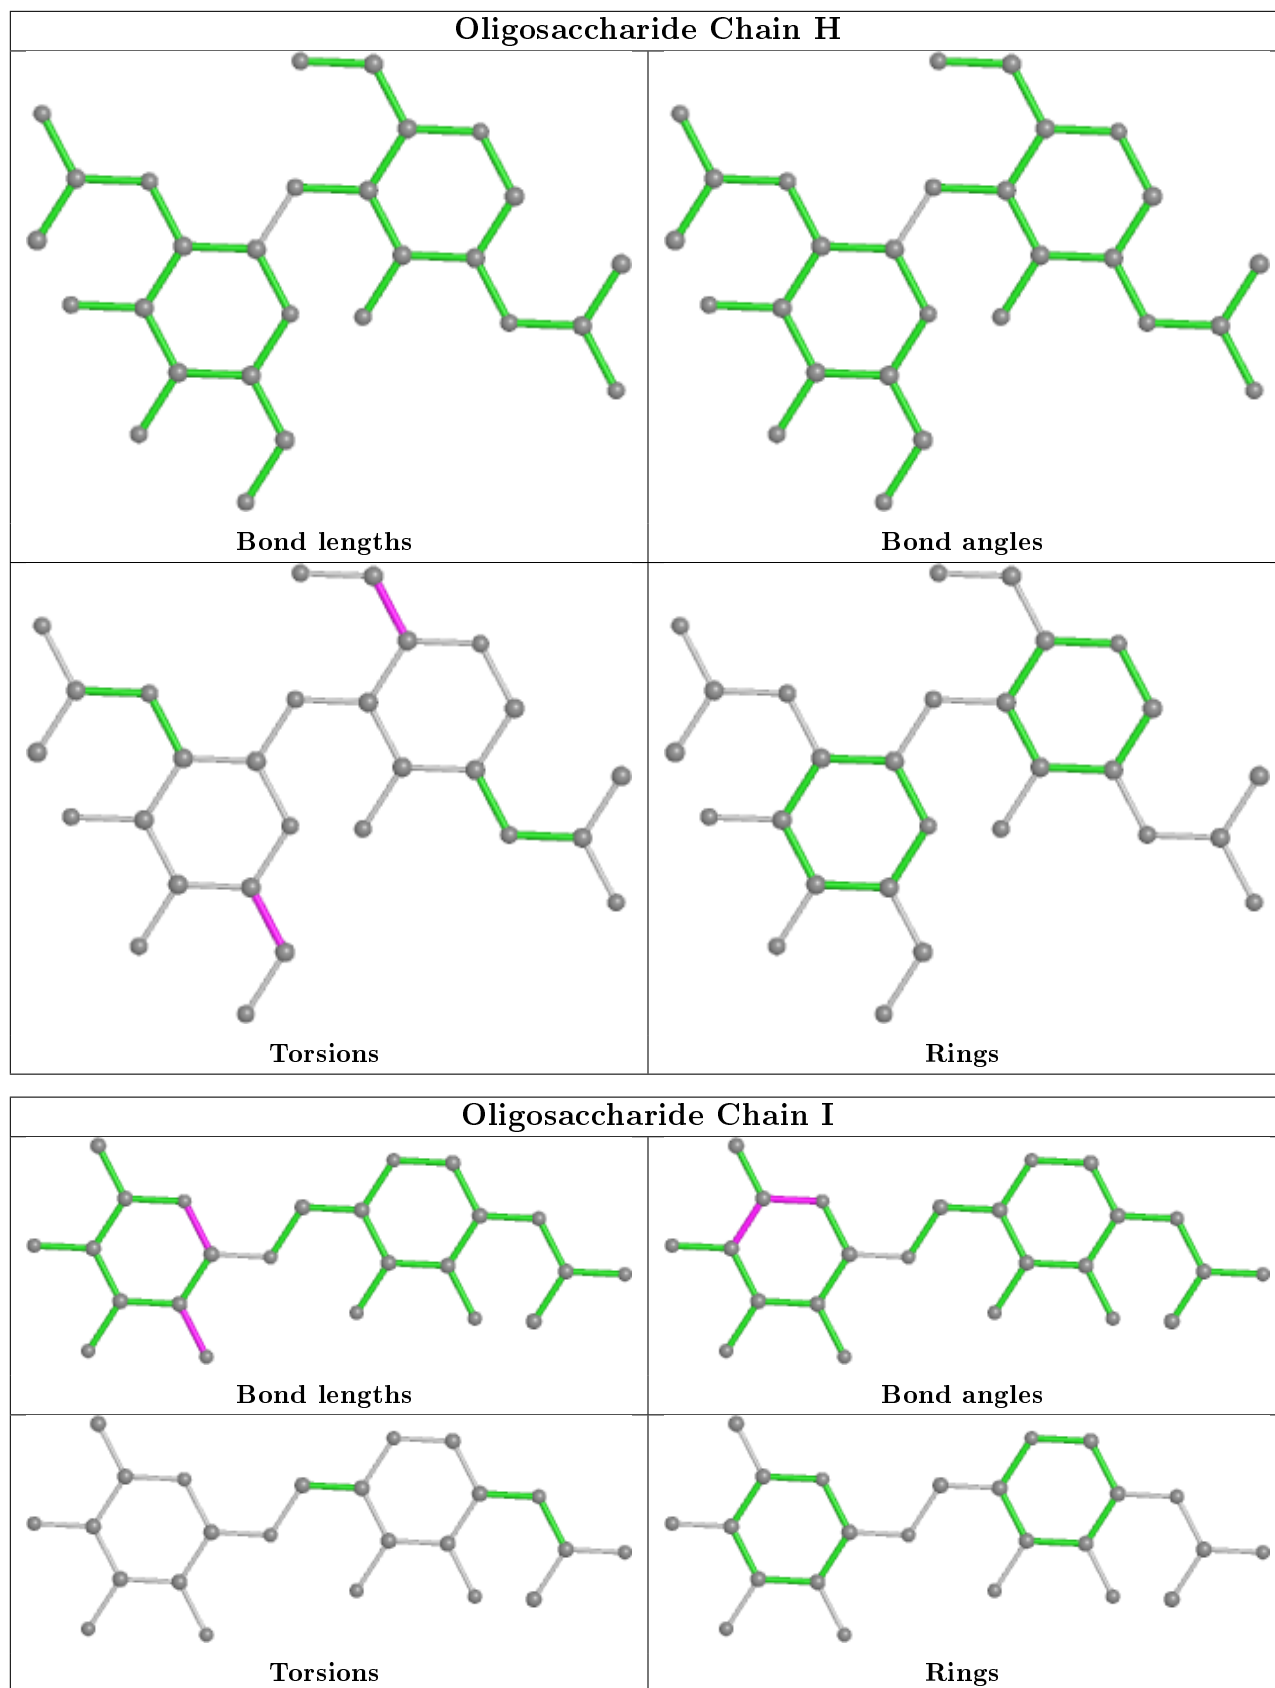 Oligosaccharide Chain H
Bond lengths
Bond angles
Torsions
Rings
Oligosaccharide Chain I
Bond lengths
Bond angles
Torsions
Rings